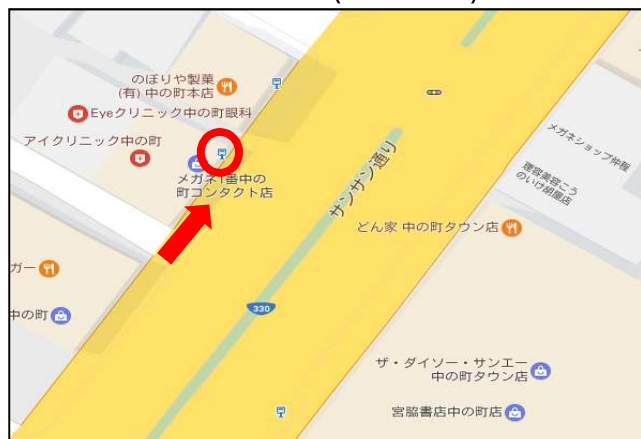 のぼりや製菓
(有) 中の町本店
Eyeクリニック中の町眼科
アイクリニック中の町
メガネ1番中の
町コンタクト店
サンサン通り
メガネショップ仲程
理容美容こう
のいけ胡屋店
どん家 中の町タウン店
ガー
中の町
330
ザ・ダイソー・サンエー
中の町タウン店
宮脇書店中の町店